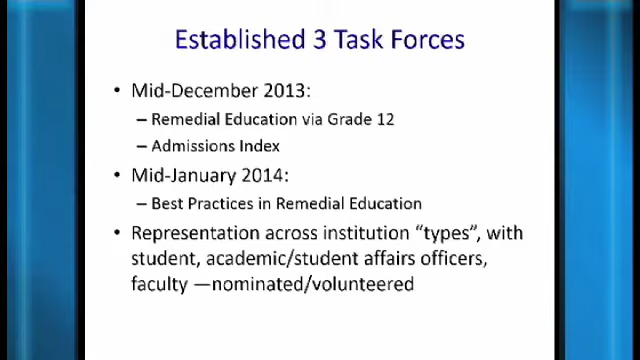 Established 3 Task Forces
• Mid-December 2013:
– Remedial Education via Grade 12
– Admissions Index
• Mid-January 2014:
– Best Practices in Remedial Education
• Representation across institution “types”, with
student, academic/student affairs officers,
faculty —nominated/volunteered